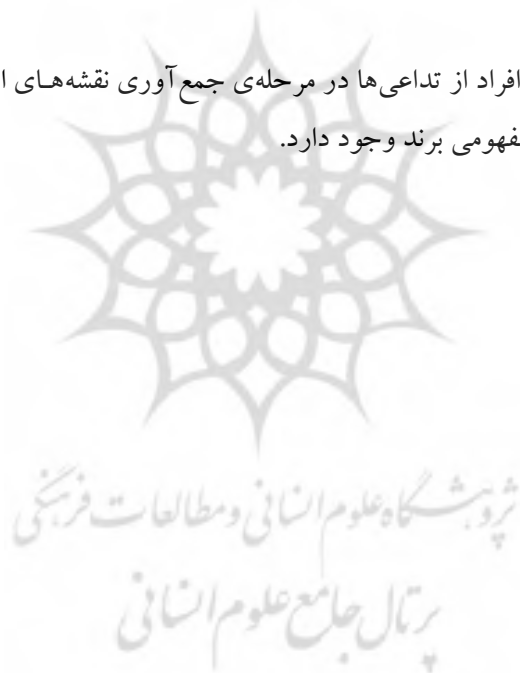 افراد از تداعی‌ها در مرحله‌ی جمع‌آوری نقشه‌هـای ا
فهومی برند وجود دارد.
پژوهشگاه علوم انسانی و مطالعات فرهنگی
پرتال جامع علوم انسانی